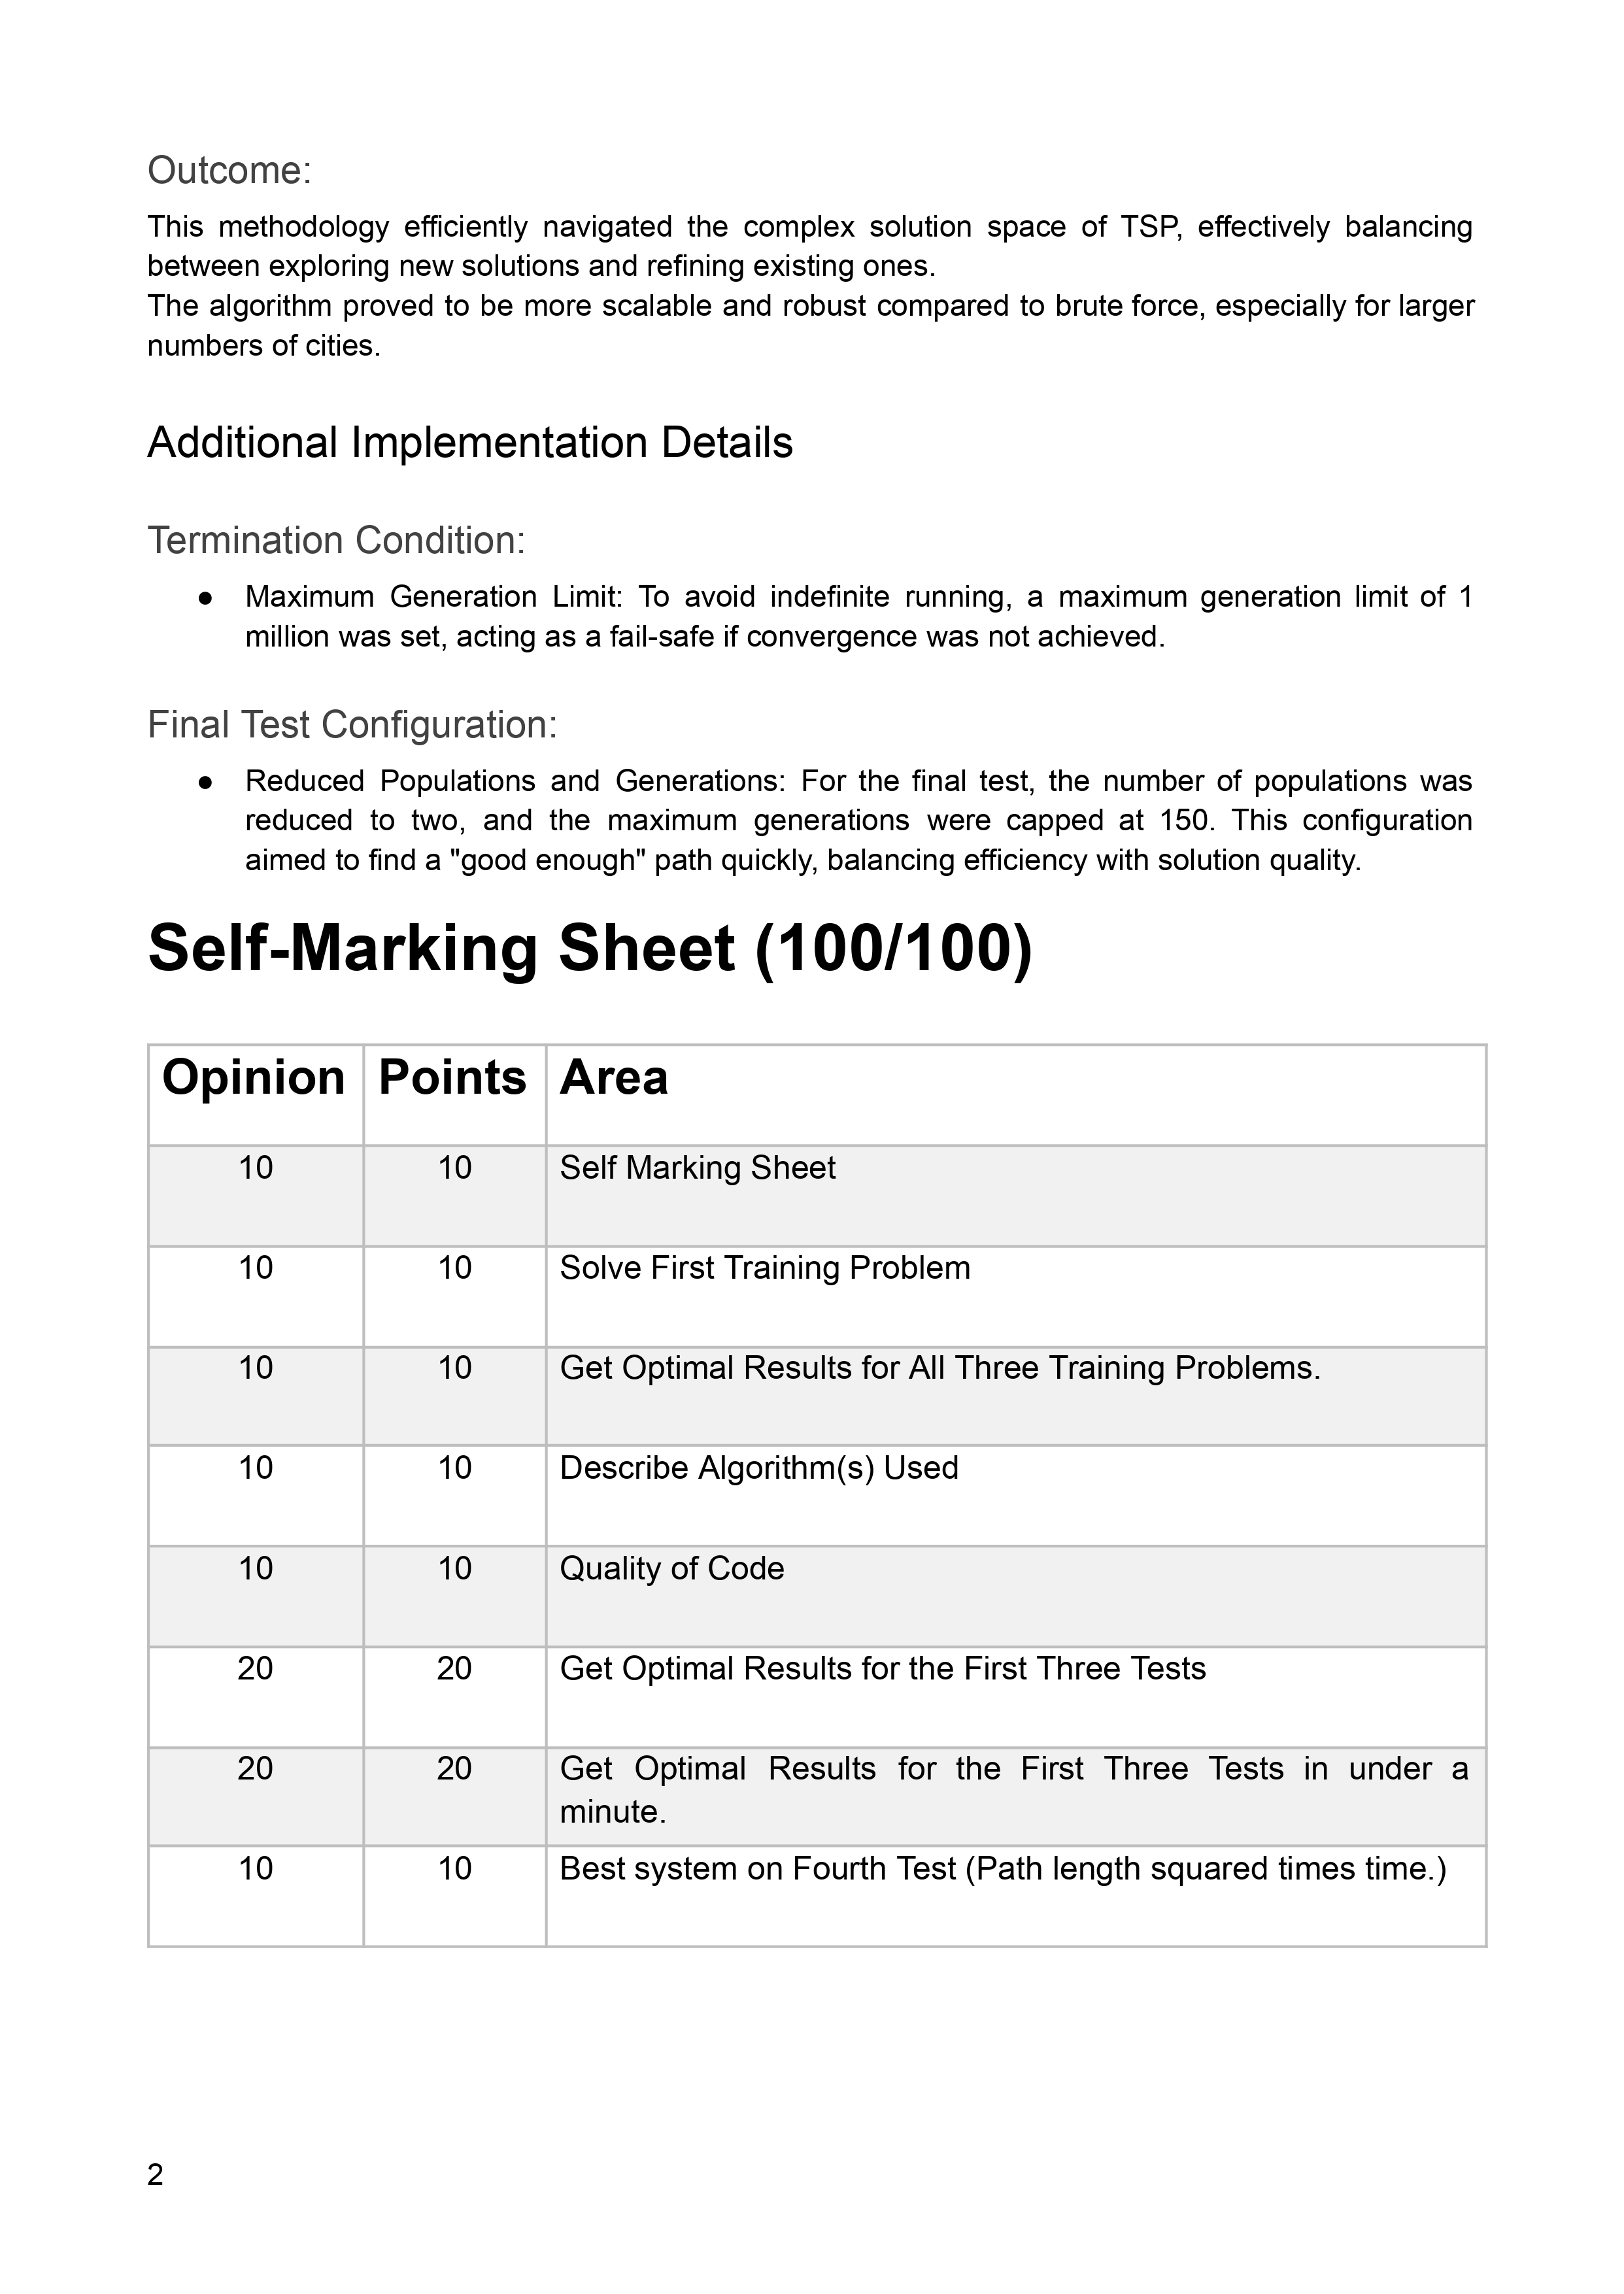 Outcome:
This methodology efficiently navigated the complex solution space of TSP, effectively balancing
between exploring new solutions and refining existing ones.
The algorithm proved to be more scalable and robust compared to brute force, especially for larger
numbers of cities.
Additional Implementation Details
Termination Condition:
● Maximum Generation Limit: To avoid indefinite running, a maximum generation limit of 1
million was set, acting as a fail-safe if convergence was not achieved.
Final Test Configuration:
● Reduced Populations and Generations: For the final test, the number of populations was
reduced to two, and the maximum generations were capped at 150. This configuration
aimed to find a "good enough" path quickly, balancing efficiency with solution quality.
Self-Marking Sheet (100/100)
Opinion Points Area
10 10 Self Marking Sheet
10 10 Solve First Training Problem
10 10 Get Optimal Results for All Three Training Problems.
10 10 Describe Algorithm(s) Used
10 10 Quality of Code
20 20 Get Optimal Results for the First Three Tests
20 20 Get Optimal Results for the First Three Tests in under a
minute.
10 10 Best system on Fourth Test (Path length squared times time.)
2